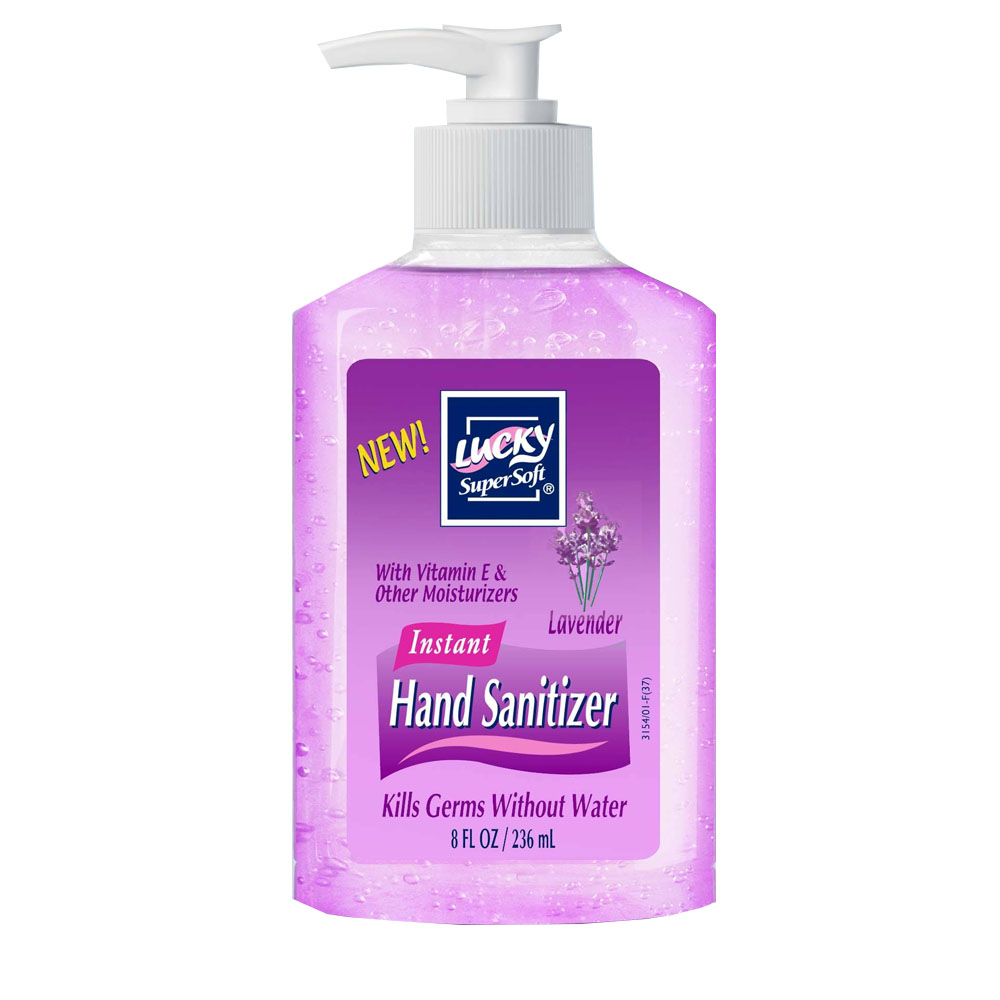 NEW!
LUCKY
SuperSoft®
With Vitamin E &
Other Moisturizers
Lavender
Instant
Hand Sanitizer
3154/01-F(37)
Kills Germs Without Water
8 FL OZ / 236 mL